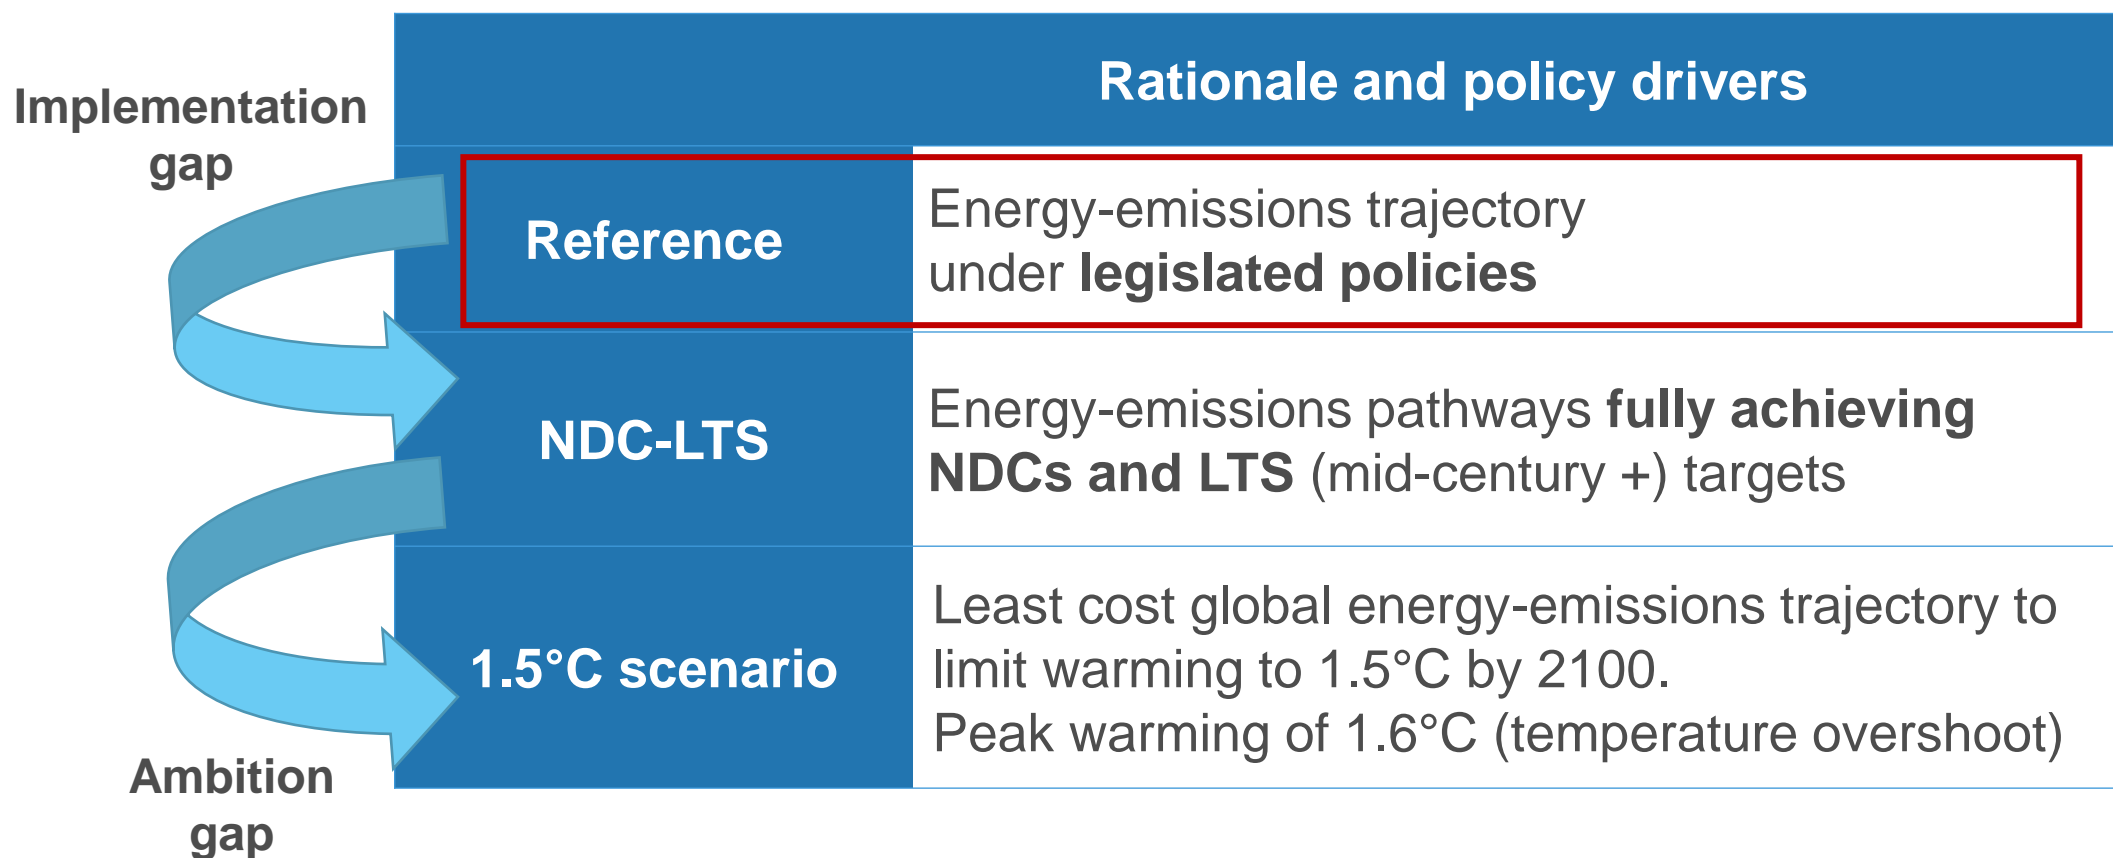 Rationale and policy drivers
Implementation
gap
Reference
Energy-emissions trajectory
under legislated policies
NDC-LTS
Energy-emissions pathways fully achieving
NDCs and LTS (mid-century +) targets
1.5°C scenario
Least cost global energy-emissions trajectory to
limit warming to 1.5°C by 2100.
Peak warming of 1.6°C (temperature overshoot)
Ambition
gap